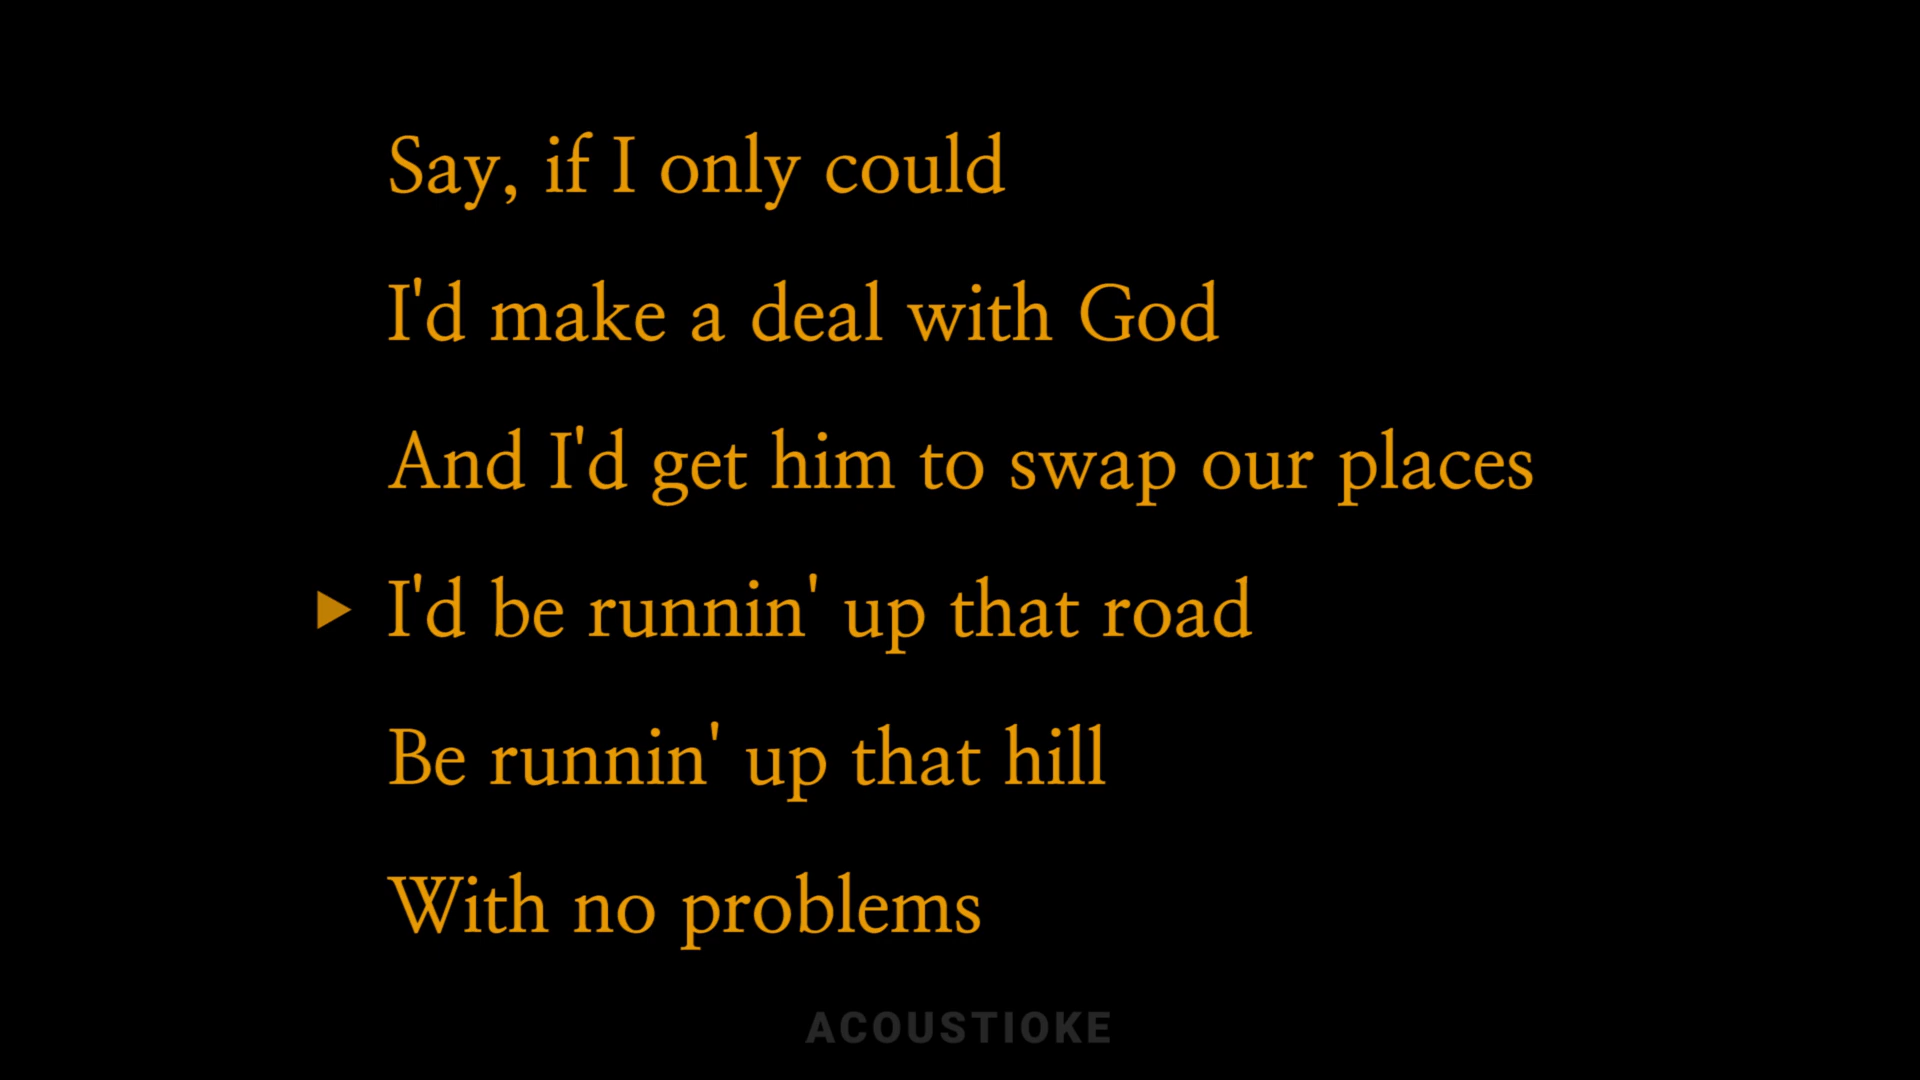 Say, if I only could
I'd make a deal with God
And I'd get him to swap our places
I'd be runnin' up that road
Be runnin' up that hill
With no problems
ACOUSTIOKE